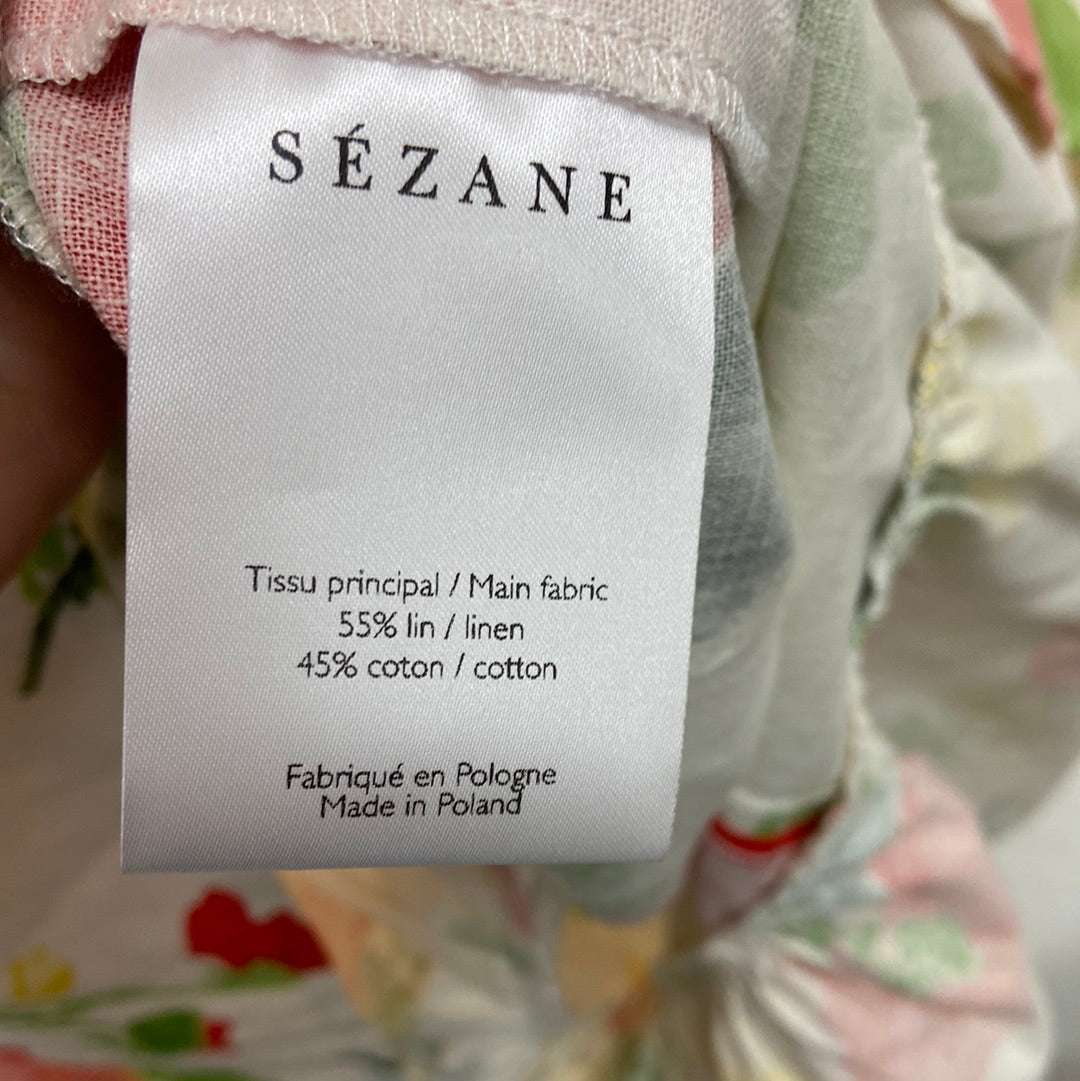 SÉZANE
Tissu principal / Main fabric
55% lin / linen
45% coton / cotton
Fabriqué en Pologne
Made in Poland